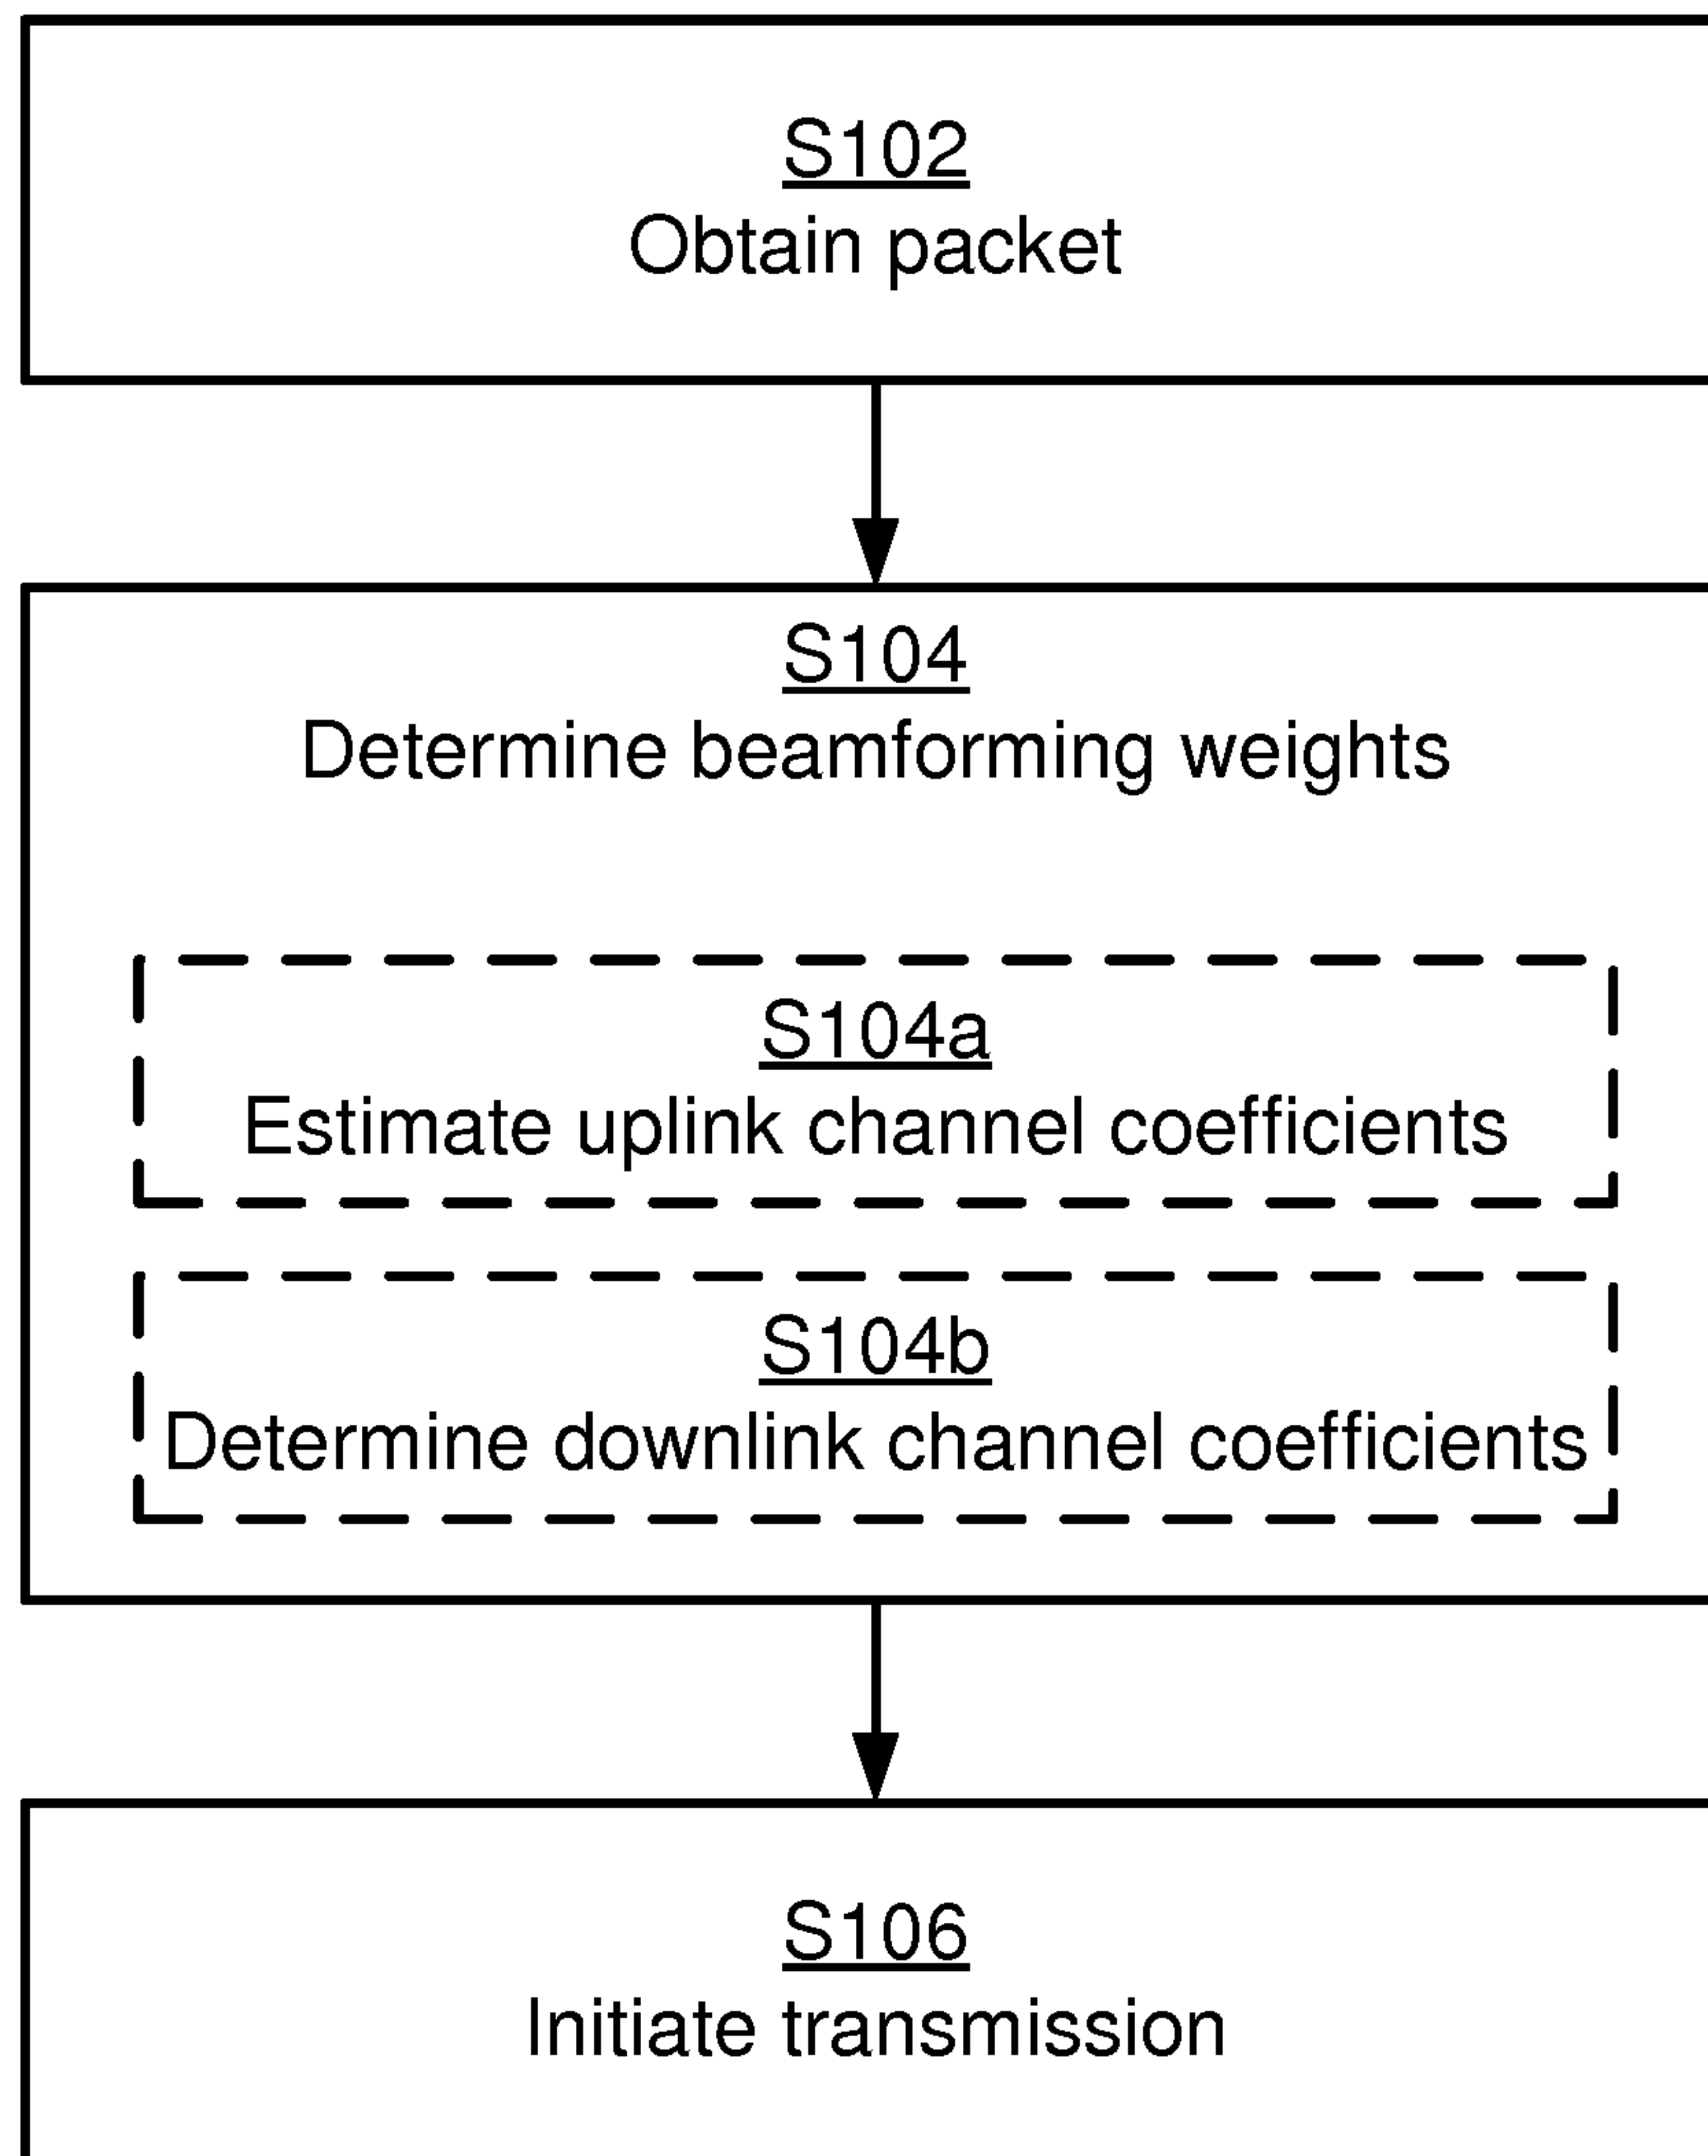 S102
Obtain packet
S104
Determine beamforming weights
S104a
Estimate uplink channel coefficients
S104b
Determine downlink channel coefficients
S106
Initiate transmission